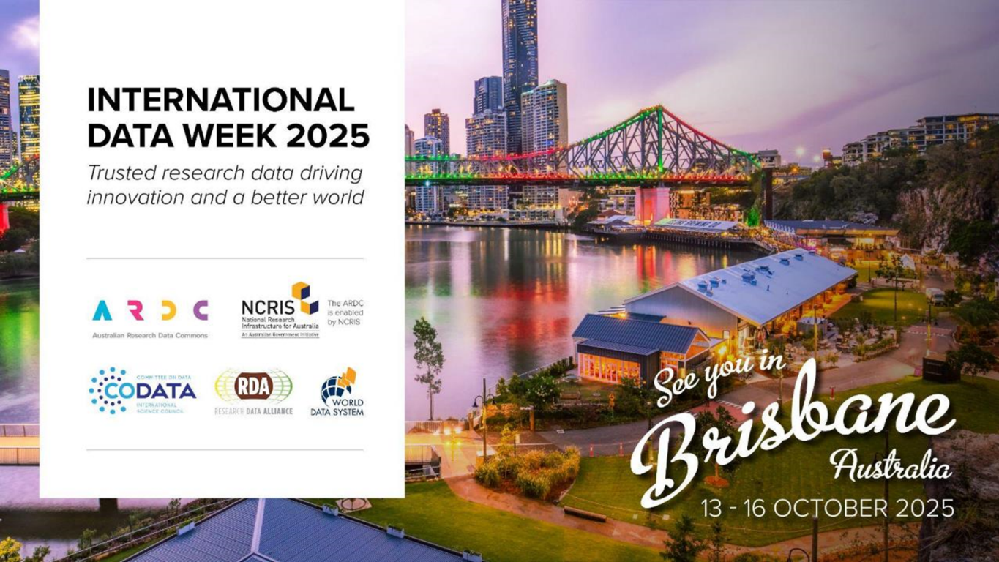 INTERNATIONAL
DATA WEEK 2025
Trusted research data driving
innovation and a better world
ARDC
Australian Research Data Commons
NCRIS
National Research
Infrastructure for Australia
An Australian Government Initiative
The ARDC
is enabled
by NCRIS
COMMITTEE ON DATA
CODATA
INTERNATIONAL
SCIENCE COUNCIL
RDA
RESEARCH DATA ALLIANCE
WORLD
DATA SYSTEM
See you in
Brisbane
Australia
13 - 16 OCTOBER 2025